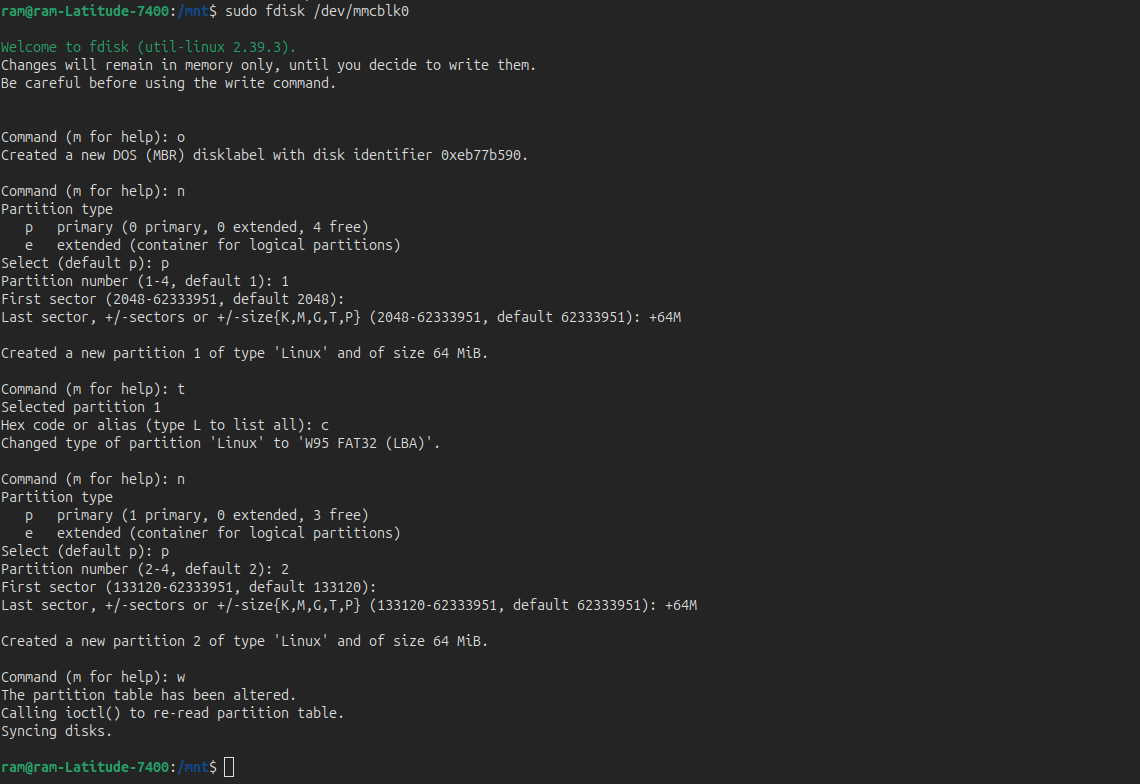 ram@ram-Latitude-7400:/mnt$ sudo fdisk /dev/mmcblk0
Welcome to fdisk (util-linux 2.39.3).
Changes will remain in memory only, until you decide to write them.
Be careful before using the write command.
Command (m for help): o
Created a new DOS (MBR) disklabel with disk identifier 0xeb77b590.
Command (m for help): n
Partition type
   p   primary (0 primary, 0 extended, 4 free)
   e   extended (container for logical partitions)
Select (default p): p
Partition number (1-4, default 1): 1
First sector (2048-62333951, default 2048):
Last sector, +/-sectors or +/-size{K,M,G,T,P} (2048-62333951, default 62333951): +64M
Created a new partition 1 of type 'Linux' and of size 64 MiB.
Command (m for help): t
Selected partition 1
Hex code or alias (type L to list all): c
Changed type of partition 'Linux' to 'W95 FAT32 (LBA)'.
Command (m for help): n
Partition type
   p   primary (1 primary, 0 extended, 3 free)
   e   extended (container for logical partitions)
Select (default p): p
Partition number (2-4, default 2): 2
First sector (133120-62333951, default 133120):
Last sector, +/-sectors or +/-size{K,M,G,T,P} (133120-62333951, default 62333951): +64M
Created a new partition 2 of type 'Linux' and of size 64 MiB.
Command (m for help): w
The partition table has been altered.
Calling ioctl() to re-read partition table.
Syncing disks.
ram@ram-Latitude-7400:/mnt$